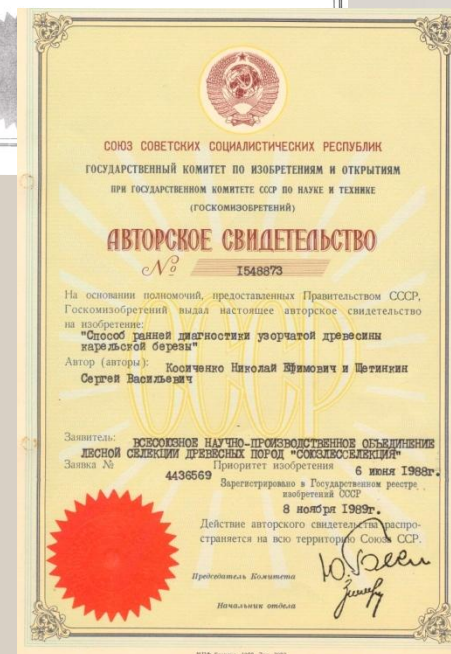 СОЮЗ СОВЕТСКИХ СОЦИАЛИСТИЧЕСКИХ РЕСПУБЛИК
ГОСУДАРСТВЕННЫЙ КОМИТЕТ ПО ИЗОБРЕТЕНИЯМ И ОТКРЫТИЯМ
ПРИ ГОСУДАРСТВЕННОМ КОМИТЕТЕ СССР ПО НАУКЕ И ТЕХНИКЕ
(ГОСКОМИЗОБРЕТЕНИЙ)
АВТОРСКОЕ СВИДЕТЕЛЬСТВО
№ 1548873
На основании полномочий, предоставленных Правительством СССР,
Госкомизобретений выдал настоящее авторское свидетельство
на изобретение:
"Способ ранней диагностики узорчатой древесины
карельской березы"
Автор (авторы): Косиченко Николай Ефимович и Щетинкин
Сергей Васильевич
СССР
Заявитель: ВСЕСОЮЗНОЕ НАУЧНО-ПРОИЗВОДСТВЕННОЕ ОБЪЕДИНЕНИЕ
ЛЕСНОЙ СЕЛЕКЦИИ ДРЕВЕСНЫХ ПОРОД "СОЮЗЛЕССЕЛЕКЦИЯ"
Заявка № 4436569 Приоритет изобретения 6 июня 1988г.
Зарегистрировано в Государственном реестре
изобретений СССР
8 ноября 1989г.
Действие авторского свидетельства распро-
страняется на всю территорию Союза ССР.
Председатель Комитета
Начальник отдела